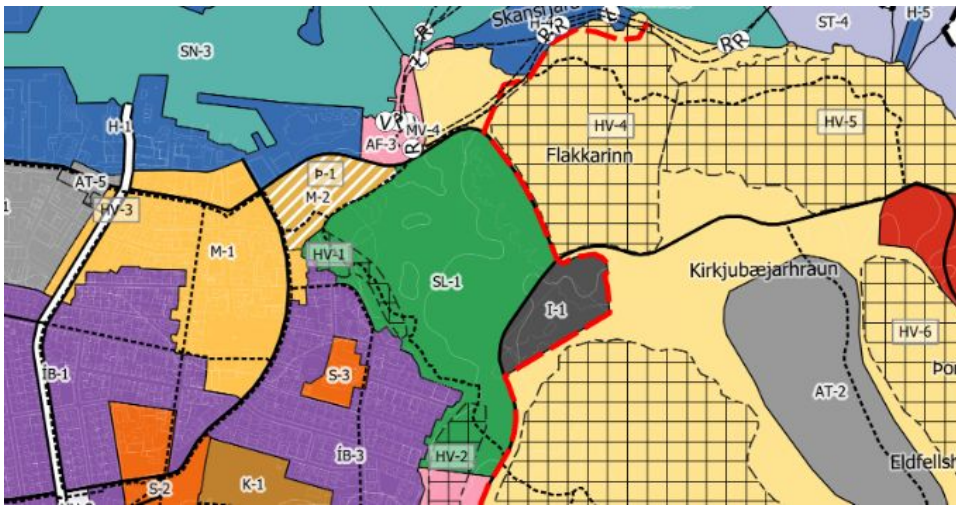 Skansfjara
H-4
ST-4
H-5
SN-3
R
R
R
R
R
R
Z
H-1
V
MV-4
R
AF-3
HV-4
HV-5
Flakkarinn
Þ-1
M-2
AT-5
HV-3
HV-1
M-1
SL-1
Kirkjubæjarhraun
I-1
HV-6
S-3
ÍB-1
AT-2
ÍB-3
HV-2
Eldfellsh
S-2
K-1